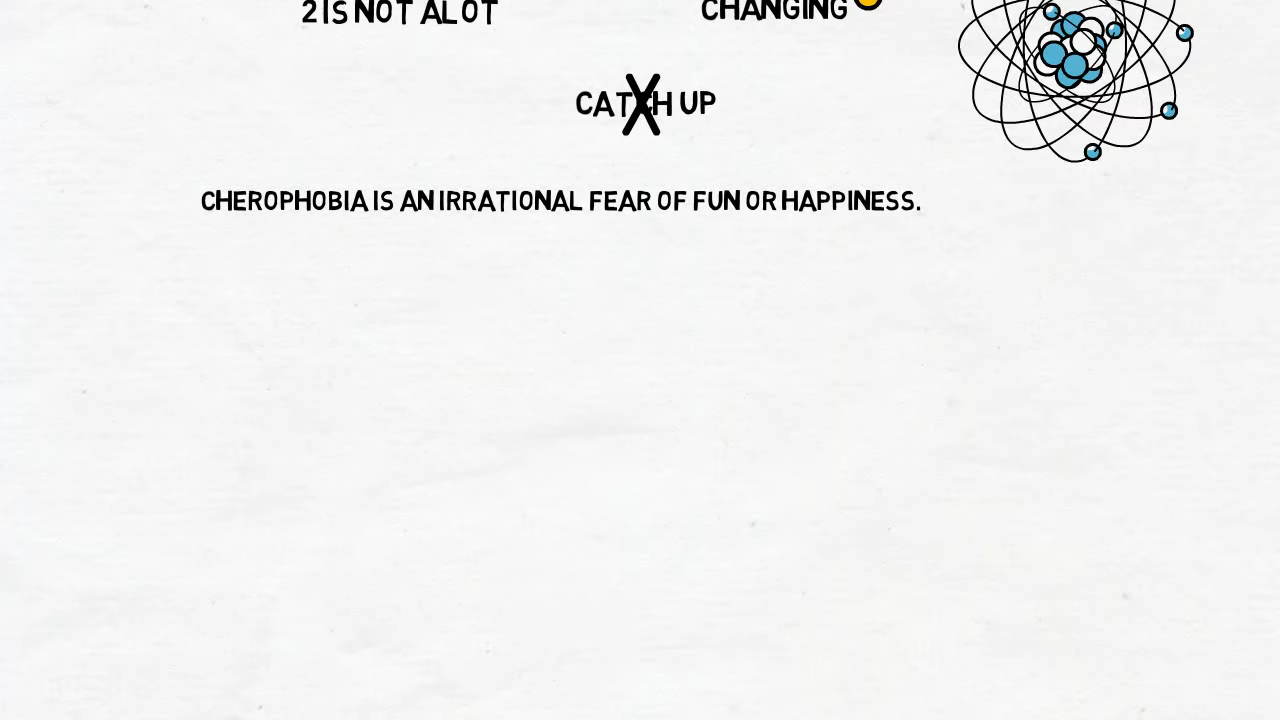 2 IS NOT A LOT
CHANGING
CATCH UP
CHEROPHOBIA IS AN IRRATIONAL FEAR OF FUN OR HAPPINESS.